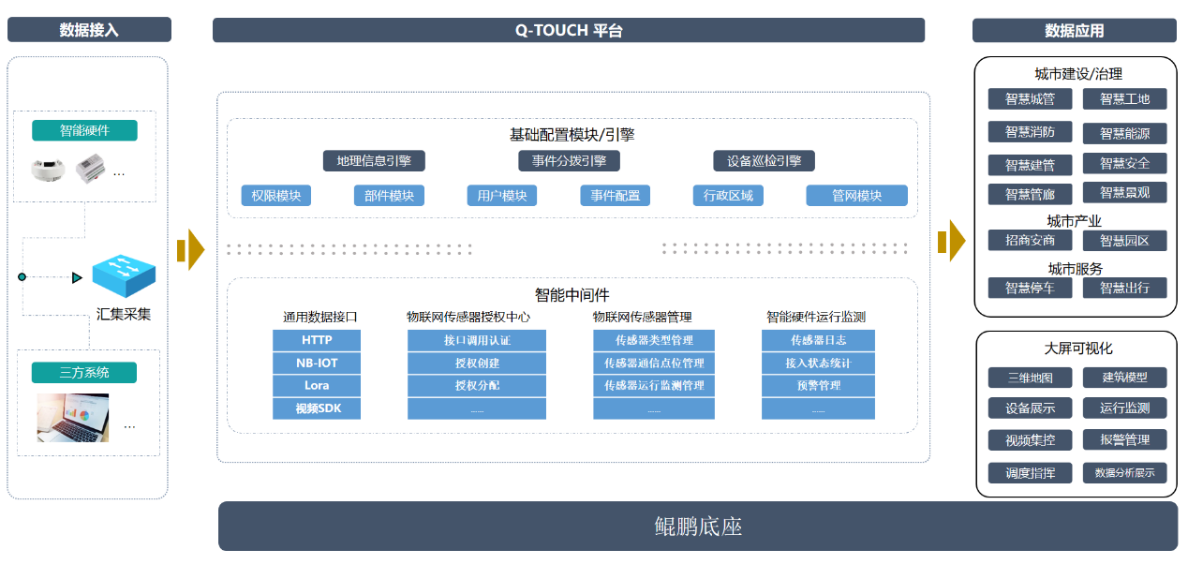 数据接入
Q-TOUCH 平台
数据应用
智能硬件
...
汇集采集
三方系统
...
基础配置模块/引擎
地理信息引擎 事件分拨引擎 设备巡检引擎
权限模块 部件模块 用户模块 事件配置 行政区域 管网模块
智能中间件
通用数据接口
HTTP
NB-IOT
Lora
视频SDK
物联网传感器授权中心
接口调用认证
授权创建
授权分配
......
物联网传感器管理
传感器类型管理
传感器通信点位管理
传感器运行监测管理
......
智能硬件运行监测
传感器日志
接入状态统计
预警管理
......
城市建设/治理
智慧城管 智慧工地
智慧消防 智慧能源
智慧建管 智慧安全
智慧管廊 智慧景观
城市产业
招商安商 智慧园区
城市服务
智慧停车 智慧出行
大屏可视化
三维地图 建筑模型
设备展示 运行监测
视频集控 报警管理
调度指挥 数据分析展示
鲲鹏底座